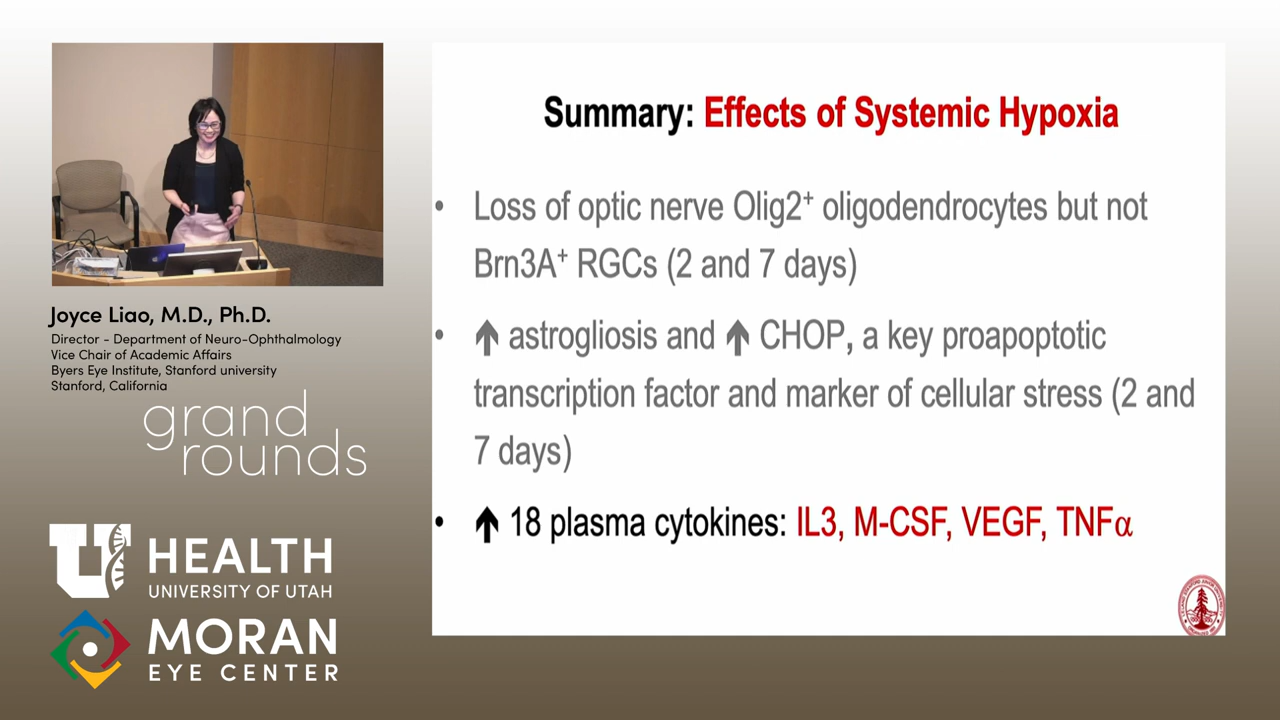 Joyce Liao, M.D., Ph.D.
Director - Department of Neuro-Ophthalmology
Vice Chair of Academic Affairs
Byers Eye Institute, Stanford university
Stanford, California
grand
rounds
U HEALTH
UNIVERSITY OF UTAH
MORAN
EYE CENTER
Summary: Effects of Systemic Hypoxia
• Loss of optic nerve Olig2⁺ oligodendrocytes but not
Brn3A⁺ RGCs (2 and 7 days)
• ↑ astrogliosis and ↑ CHOP, a key proapoptotic
transcription factor and marker of cellular stress (2 and
7 days)
• ↑ 18 plasma cytokines: IL3, M-CSF, VEGF, TNFα